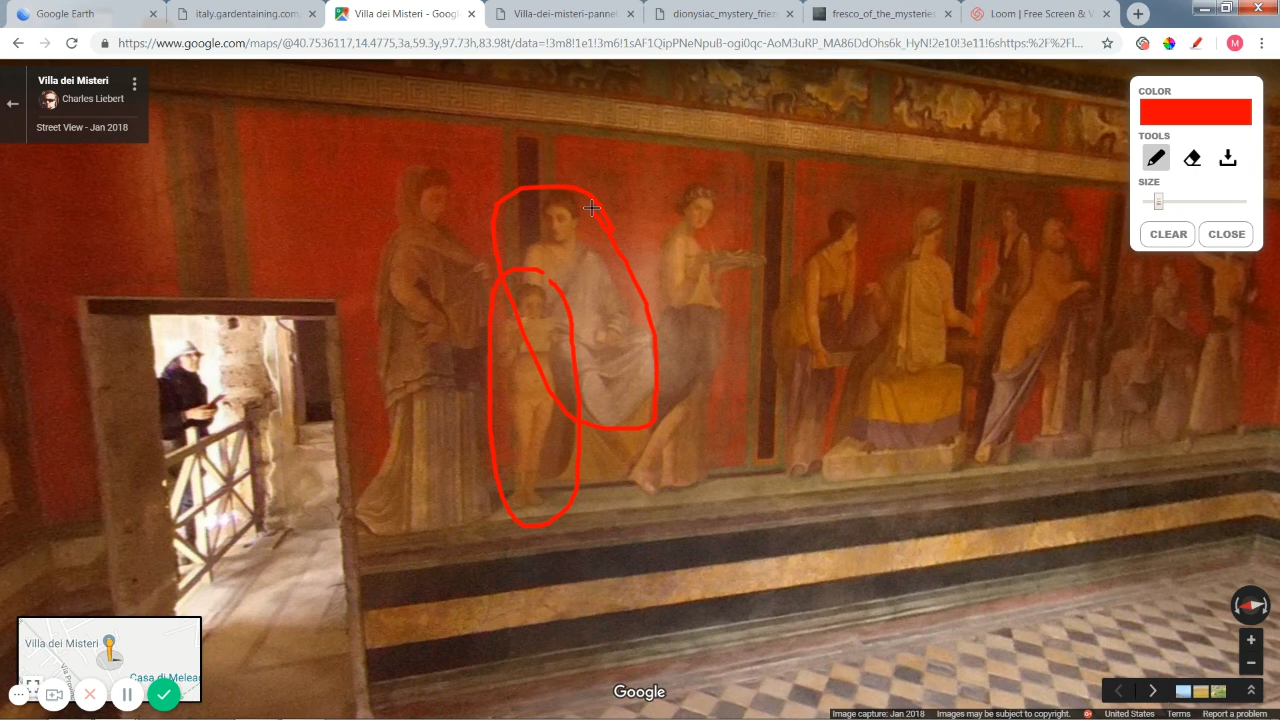 Google Earth
italy.gardentaining.com
Villa dei Misteri - Googl
Villa-dei-misteri-pannel
dionysiac_mystery_frieze
fresco_of_the_mysteries
Loom | Free Screen & V
https://www.google.com/maps/@40.7536117,14.4775,3a,59.3y,97.73h,83.98t/data=!3m1!1e1!3m6!1sAF1QipPNeNpuB-ogi0qc-AoM3uRP_MA86DdOhs6k_HyN!2e10!3e11!6shttps:%2F%2Fl...
M
Villa dei Misteri
Charles Liebert
Street View - Jan 2018
COLOR
TOOLS
SIZE
CLEAR
CLOSE
Villa dei Misteri
Via Pro
Casa di Melea
Google
Image capture: Jan 2018
Images may be subject to copyright.
United States
Terms
Report a problem